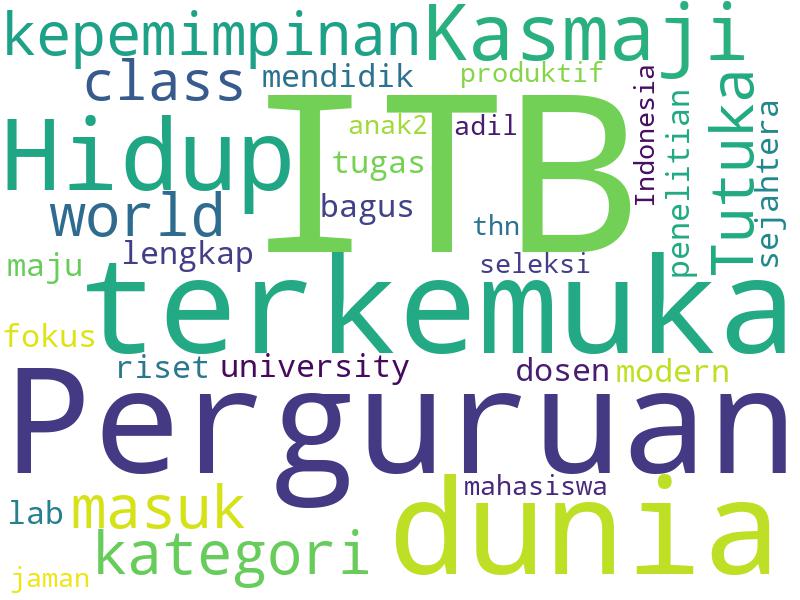 kepemimpinan Kasmaji
class mendidik produktif
Hidup ITB
anak2 adil
tugas
Indonesia
penelitian
Tutuka
sejahtera
world bagus thn
maju lengkap seleksi
terkemuka
fokus
riset university dosen modern
Perguruan
lab masuk mahasiswa
kategori dunia
jaman